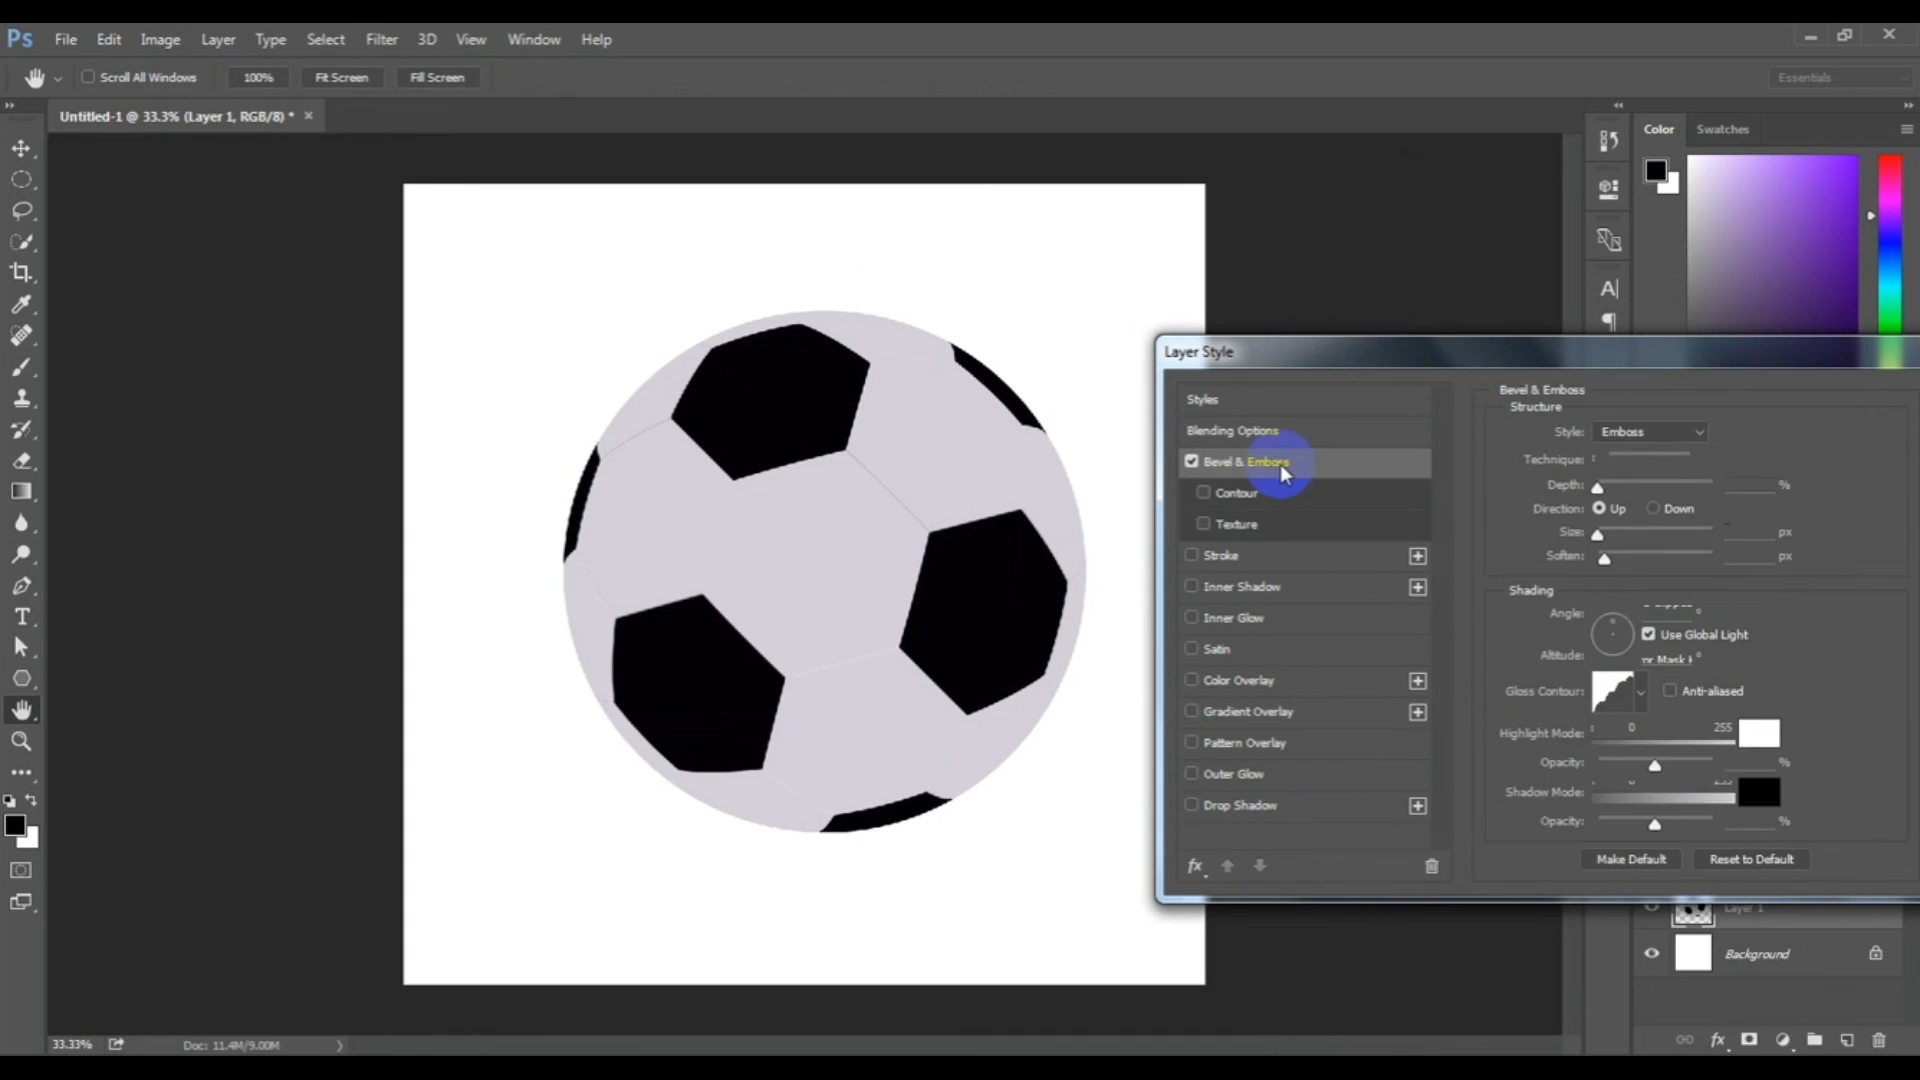 Ps File Edit Image Layer Type Select Filter 3D View Window Help
Scroll All Windows 100% Fit Screen Fill Screen Essentials
Untitled-1 @ 33.3% (Layer 1, RGB/8) * ×
Color Swatches
Layer Style
Styles
Blending Options
Bevel & Emboss
Contour
Texture
Stroke
Inner Shadow
Inner Glow
Satin
Color Overlay
Gradient Overlay
Pattern Overlay
Outer Glow
Drop Shadow
fx
Bevel & Emboss
Structure
Style: Emboss
Technique:
Depth: %
Direction: Up Down
Size: px
Soften: px
Shading
Angle: °
Use Global Light
Altitude: °
Gloss Contour: Anti-aliased
Highlight Mode: 0 255
Opacity: %
Shadow Mode:
Opacity: %
Make Default Reset to Default
Layer 1
Background
33.33% Doc: 11.4M/9.00M
fx